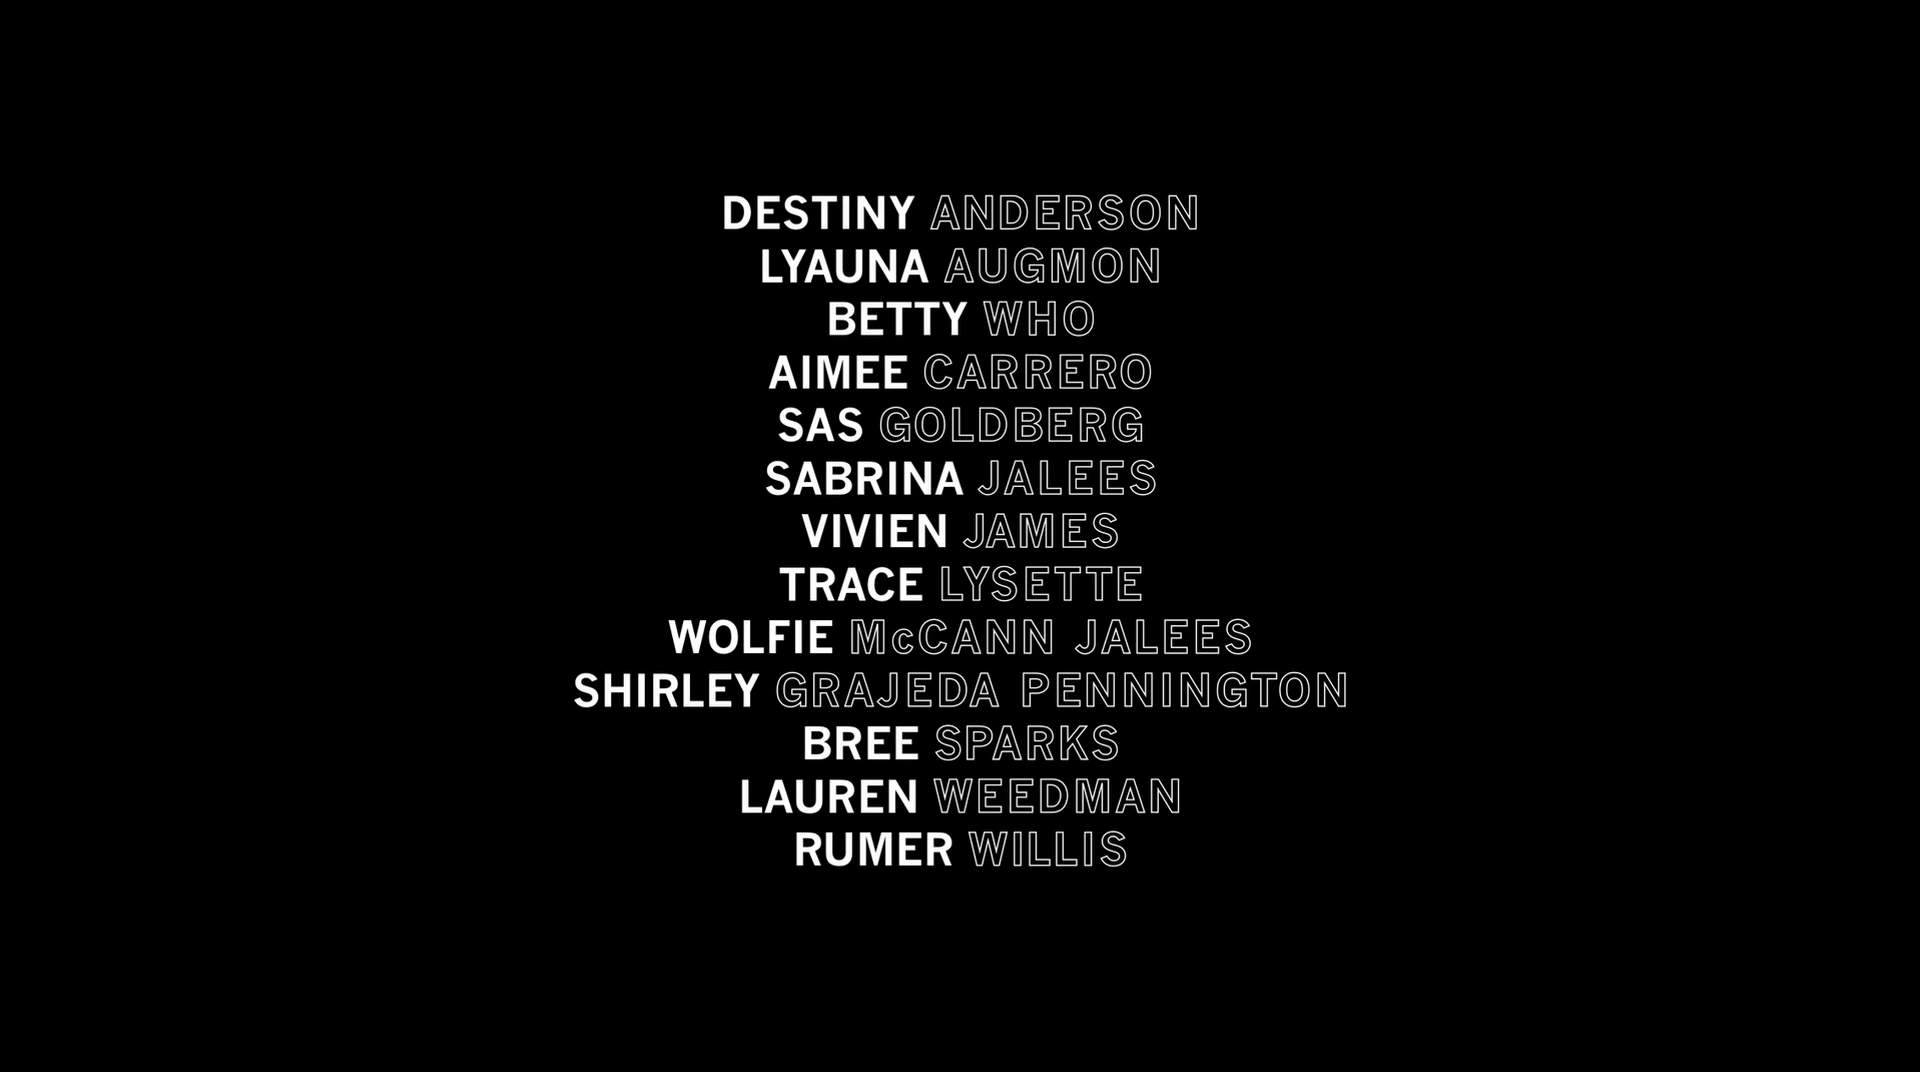 DESTINY ANDERSON
LYAUNA AUGMON
BETTY WHO
AIMEE CARRERO
SAS GOLDBERG
SABRINA JALEES
VIVIEN JAMES
TRACE LYSETTE
WOLFIE McCANN JALEES
SHIRLEY GRAJEDA PENNINGTON
BREE SPARKS
LAUREN WEEDMAN
RUMER WILLIS